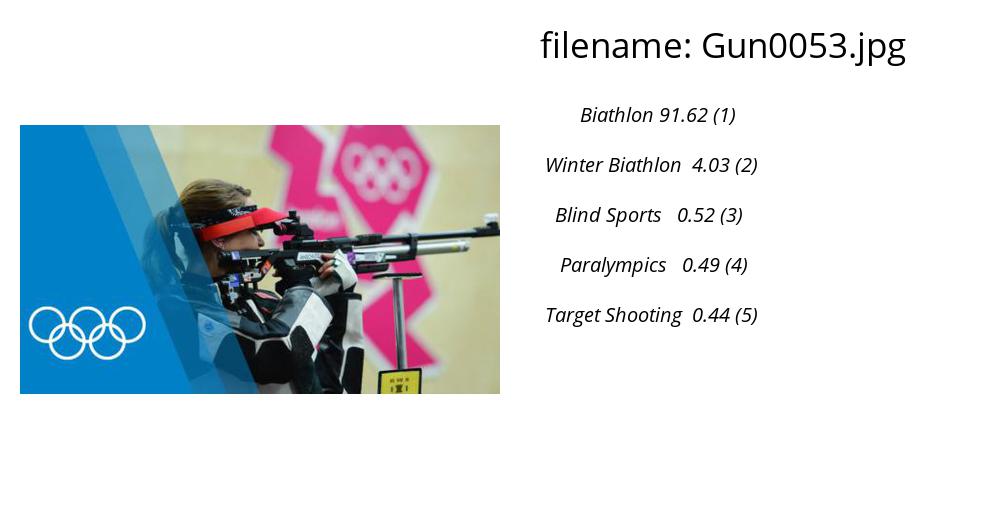 filename: Gun0053.jpg
Biathlon 91.62 (1)
Winter Biathlon 4.03 (2)
Blind Sports 0.52 (3)
Paralympics 0.49 (4)
Target Shooting 0.44 (5)